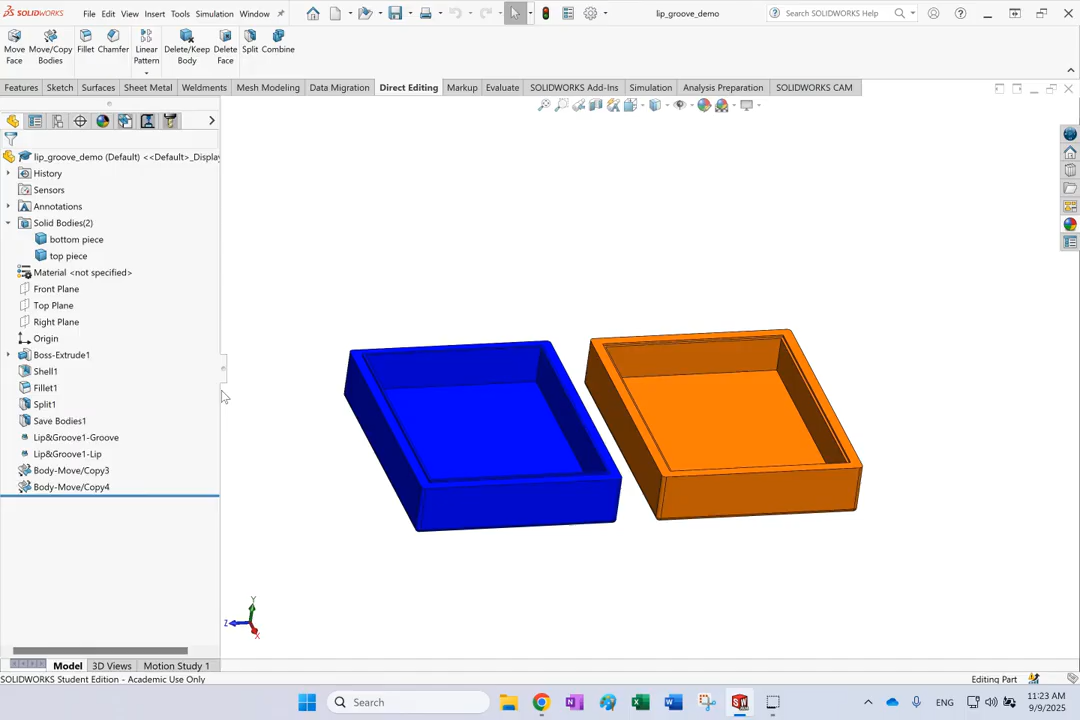 SOLIDWORKS File Edit View Insert Tools Simulation Window lip_groove_demo Search SOLIDWORKS Help
Move Face Move/Copy Bodies Fillet Chamfer Linear Pattern Delete/Keep Body Delete Face Split Combine
Features Sketch Surfaces Sheet Metal Weldments Mesh Modeling Data Migration Direct Editing Markup Evaluate SOLIDWORKS Add-Ins Simulation Analysis Preparation SOLIDWORKS CAM
lip_groove_demo (Default) <<Default>_Display
History
Sensors
Annotations
Solid Bodies(2)
bottom piece
top piece
Material <not specified>
Front Plane
Top Plane
Right Plane
Origin
Boss-Extrude1
Shell1
Fillet1
Split1
Save Bodies1
Lip&Groove1-Groove
Lip&Groove1-Lip
Body-Move/Copy3
Body-Move/Copy4
Y
Z
X
Model 3D Views Motion Study 1
SOLIDWORKS Student Edition - Academic Use Only Editing Part
Search ENG 11:23 AM
9/9/2025